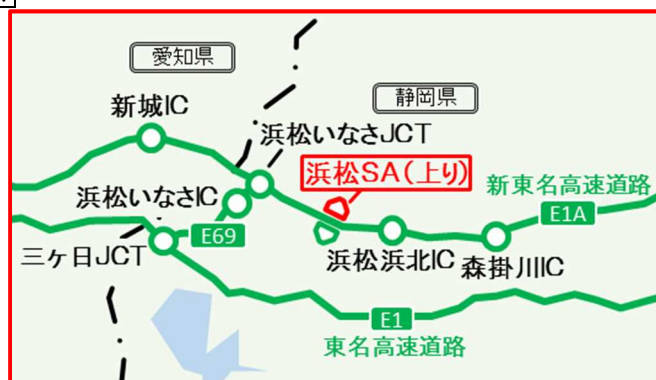 愛知県
静岡県
新城IC
浜松いなさJCT
浜松SA(上り)
新東名高速道路
E1A
浜松いなさIC
E69
三ヶ日JCT
浜松浜北IC
森掛川IC
E1
東名高速道路